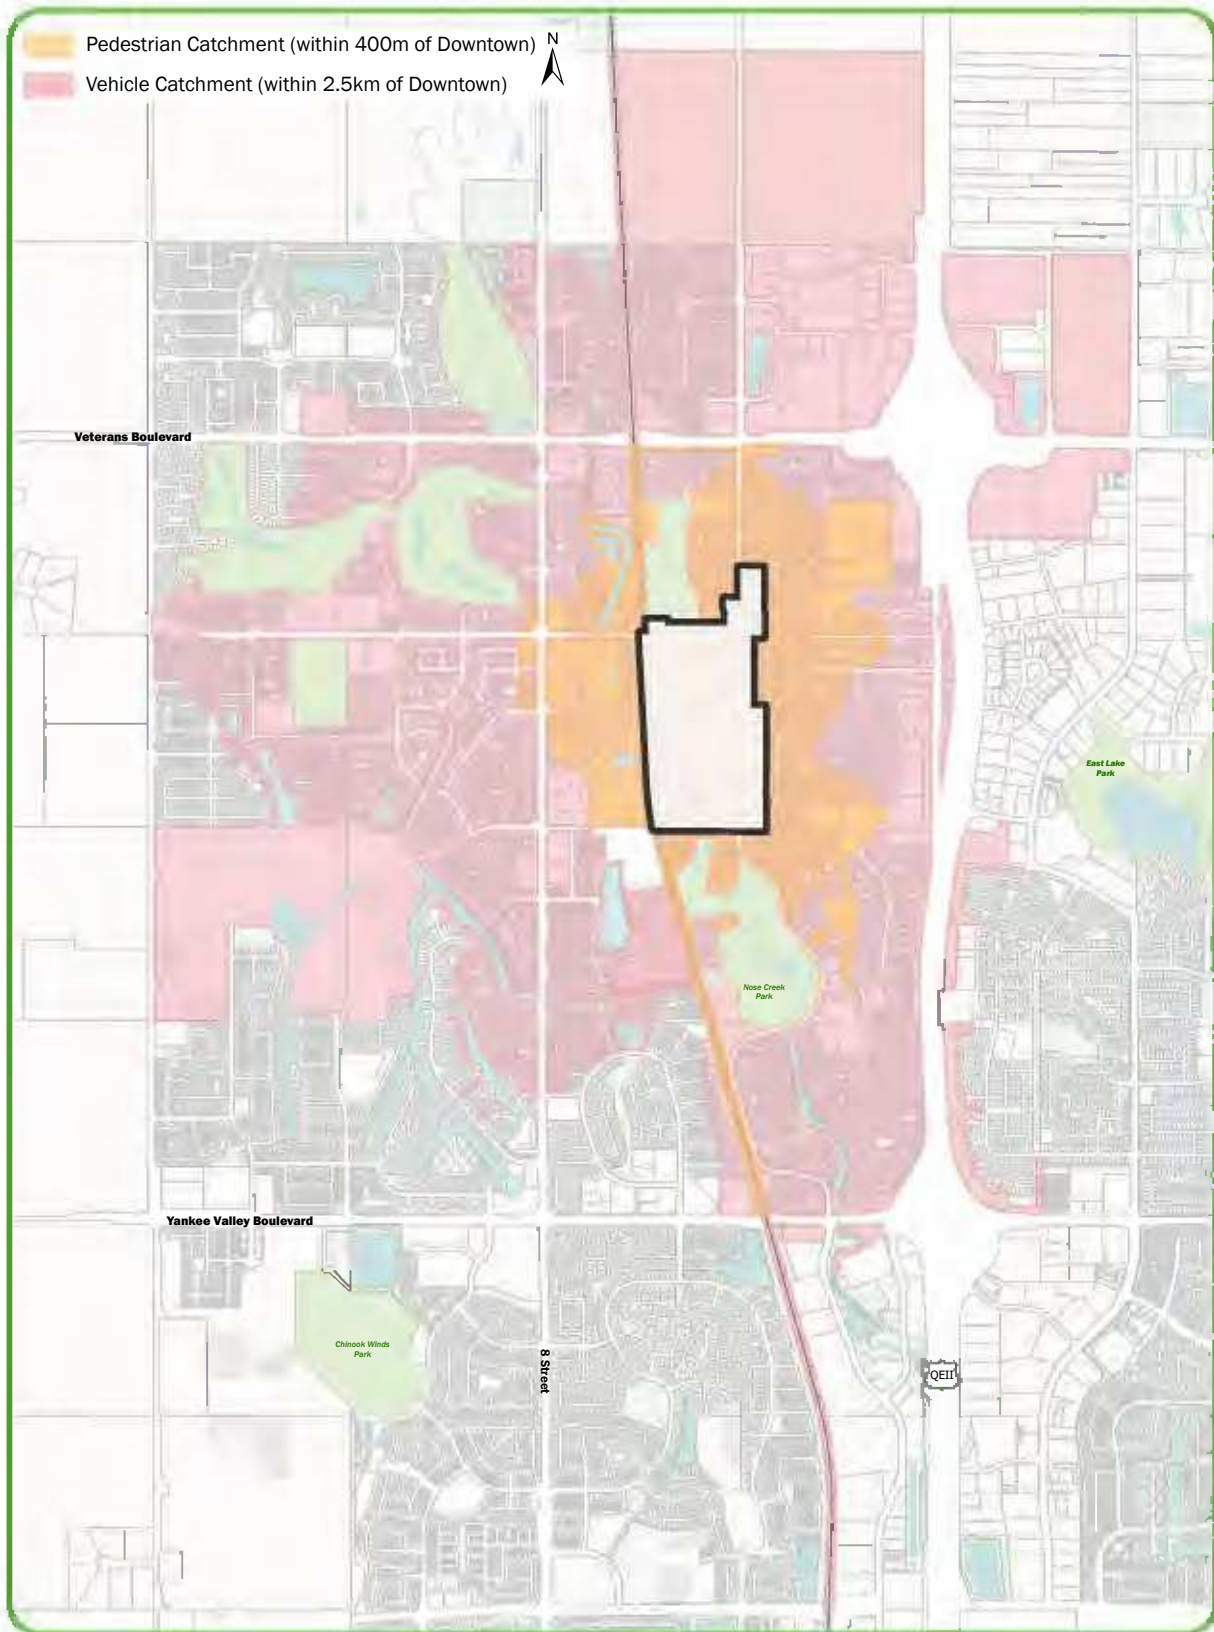 Pedestrian Catchment (within 400m of Downtown)
N
Vehicle Catchment (within 2.5km of Downtown)
Veterans Boulevard
East Lake
Park
Nose Creek
Park
Yankee Valley Boulevard
Chinook Winds
Park
8 Street
QEII